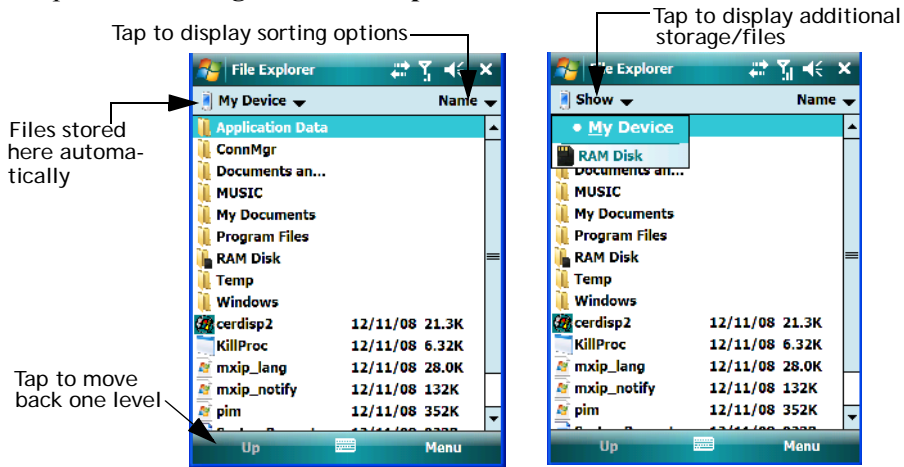 Tap to display sorting options
Tap to display additional
storage/files
Files stored
here automa-
tically
Tap to move
back one level
File Explorer
My Device
Name
Application Data
ConnMgr
Documents an...
MUSIC
My Documents
Program Files
RAM Disk
Temp
Windows
cerdisp2 12/11/08 21.3K
KillProc 12/11/08 6.32K
mxip_lang 12/11/08 28.0K
mxip_notify 12/11/08 132K
pim 12/11/08 352K
Up
Menu
Explorer
Show
Name
My Device
RAM Disk
Documents an...
MUSIC
My Documents
Program Files
RAM Disk
Temp
Windows
cerdisp2 12/11/08 21.3K
KillProc 12/11/08 6.32K
mxip_lang 12/11/08 28.0K
mxip_notify 12/11/08 132K
pim 12/11/08 352K
Up
Menu